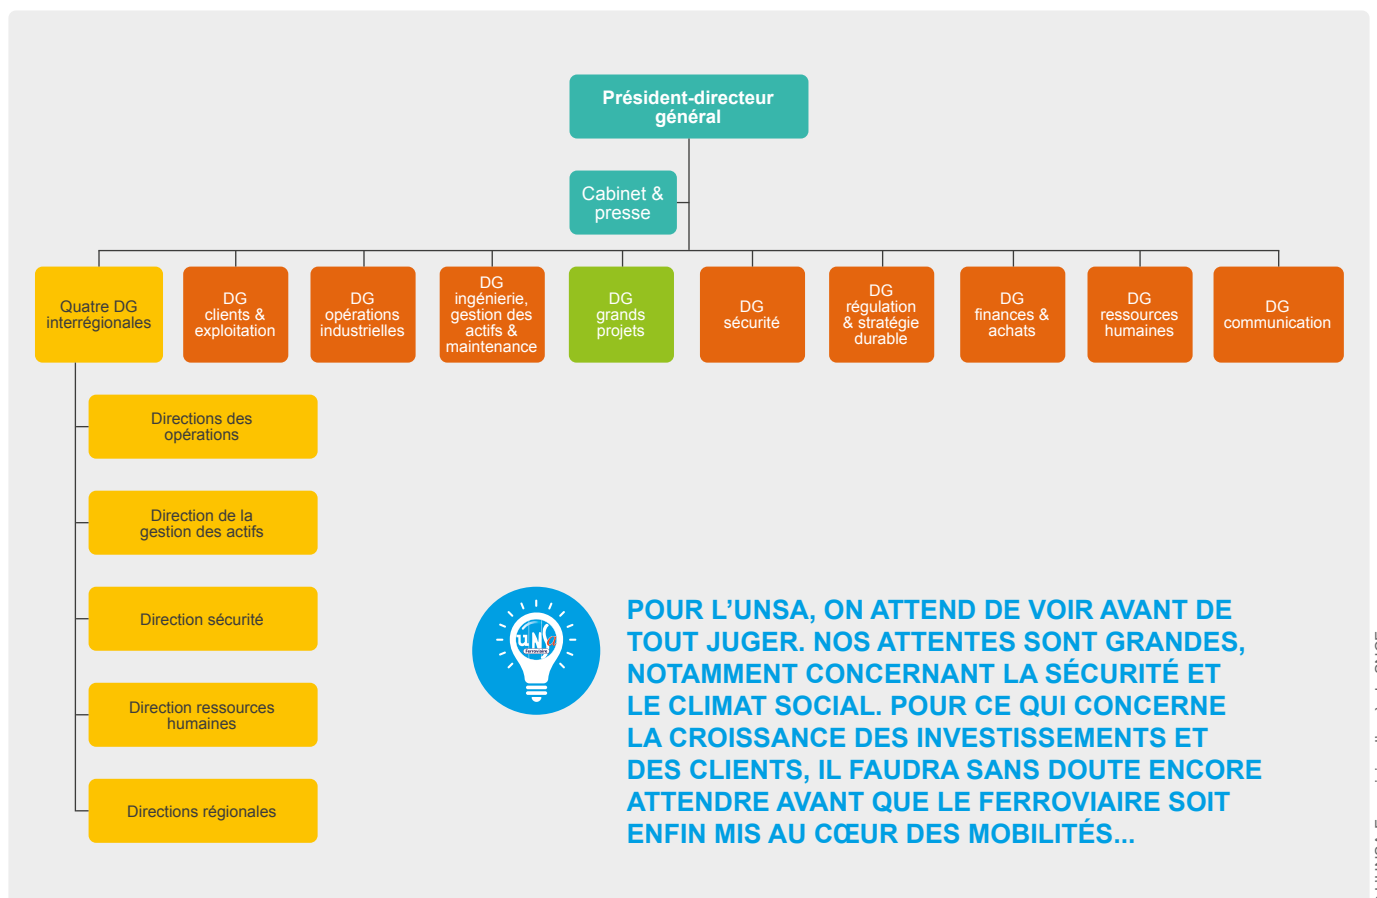 Président-directeur
général
Cabinet &
presse
Quatre DG
interrégionales
DG
clients &
exploitation
DG
opérations
industrielles
DG
ingénierie,
gestion des
actifs &
maintenance
DG
grands
projets
DG
sécurité
DG
régulation
& stratégie
durable
DG
finances &
achats
DG
ressources
humaines
DG
communication
Directions des
opérations
Direction de la
gestion des actifs
Direction sécurité
Direction ressources
humaines
Directions régionales
UNSa
Ferroviaire
POUR L’UNSA, ON ATTEND DE VOIR AVANT DE
TOUT JUGER. NOS ATTENTES SONT GRANDES,
NOTAMMENT CONCERNANT LA SÉCURITÉ ET
LE CLIMAT SOCIAL. POUR CE QUI CONCERNE
LA CROISSANCE DES INVESTISSEMENTS ET
DES CLIENTS, IL FAUDRA SANS DOUTE ENCORE
ATTENDRE AVANT QUE LE FERROVIAIRE SOIT
ENFIN MIS AU CŒUR DES MOBILITÉS...